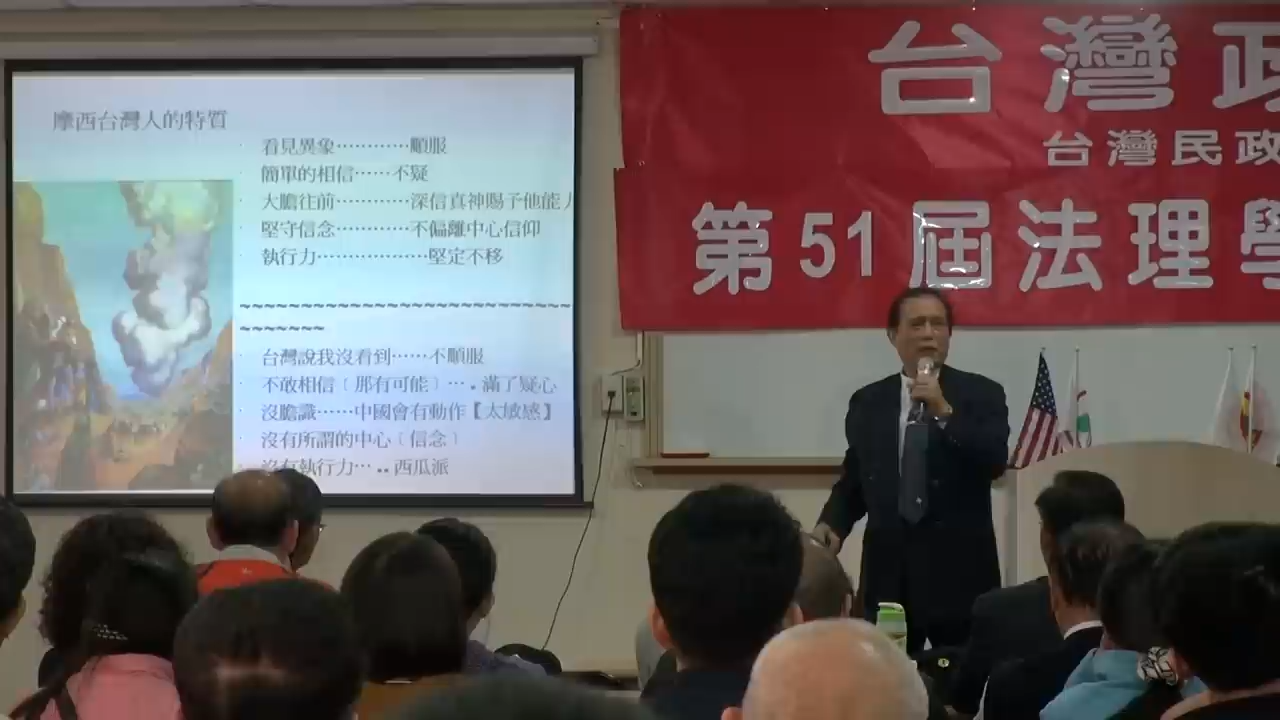 摩西台灣人的特質
看見異象…………順服
簡單的相信……不疑
大膽往前…………深信真神賜予他能
堅守信念…………不偏離中心信仰
執行力………………堅定不移
~~~~~~~~~~~~~~~~~~~~~~~~~~~~~~
~~~~~~~~
台灣說我沒看到……不順服
不敢相信﹝那有可能﹞…．滿了疑心
沒膽識……中國會有動作【太敏感】
沒有所謂的中心﹝信念﹞
沒有執行力…．．西瓜派
台灣政
台灣民政
第51屆法理學